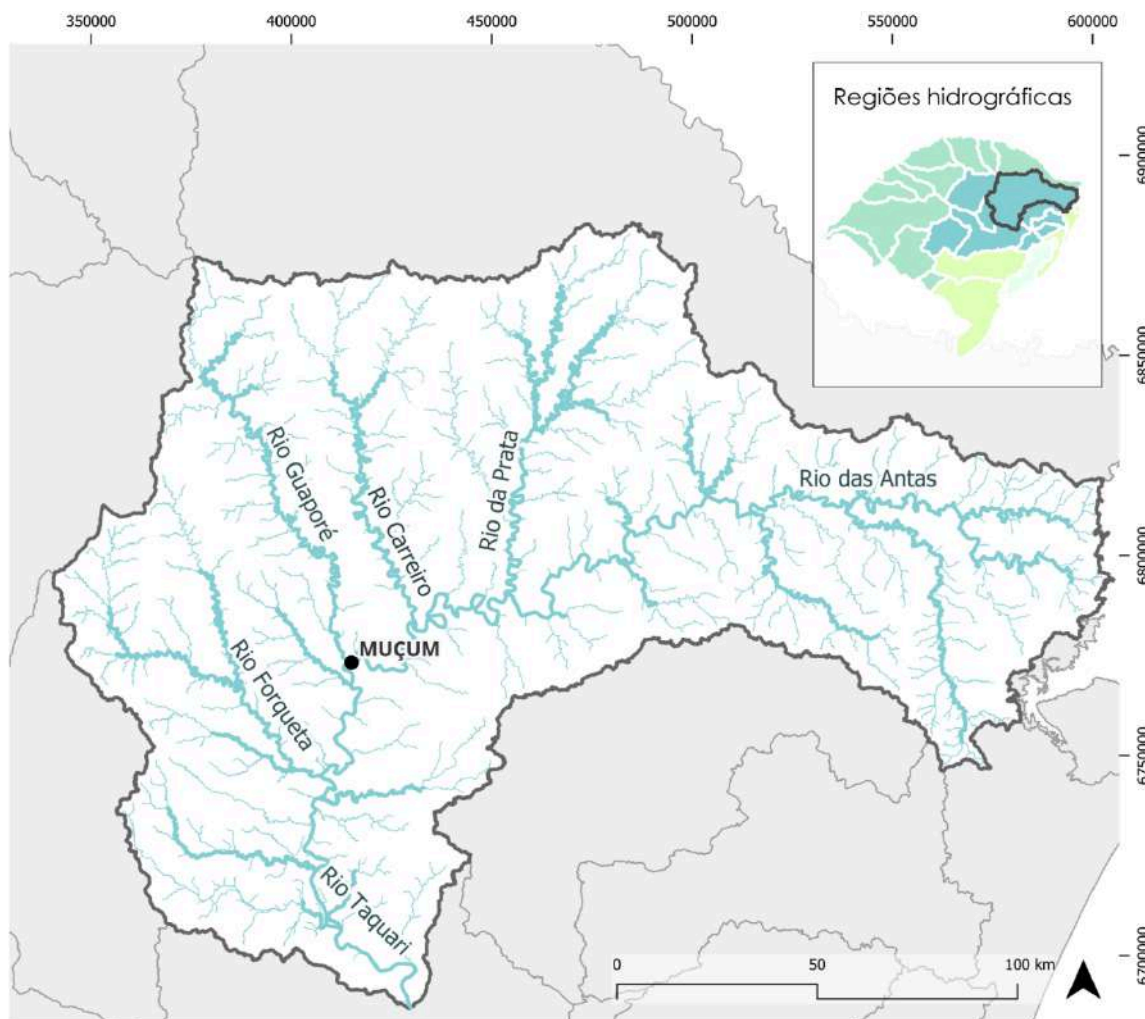 350000 400000 450000 500000 550000 600000
Regiões hidrográficas
6900000
6850000
Rio Guaporé
Rio Carreiro
Rio da Prata
Rio das Antas
6800000
MUÇUM
Rio Forqueta
6750000
Rio Taquari
0 50 100 km
6700000